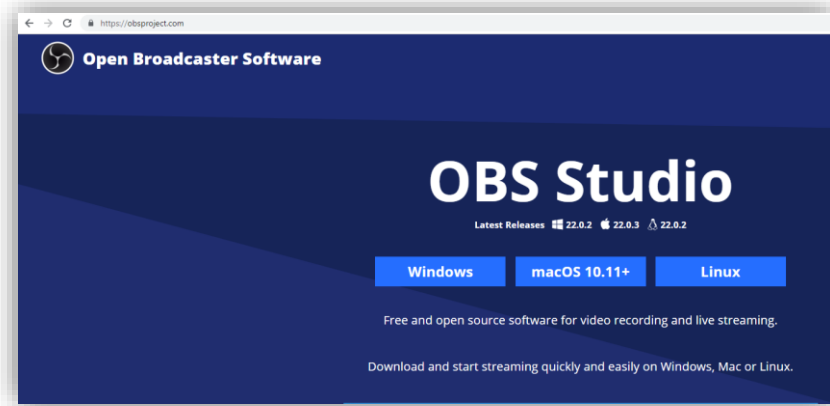 https://obsproject.com
Open Broadcaster Software
OBS Studio
Latest Releases 22.0.2 22.0.3 22.0.2
Windows macOS 10.11+ Linux
Free and open source software for video recording and live streaming.
Download and start streaming quickly and easily on Windows, Mac or Linux.